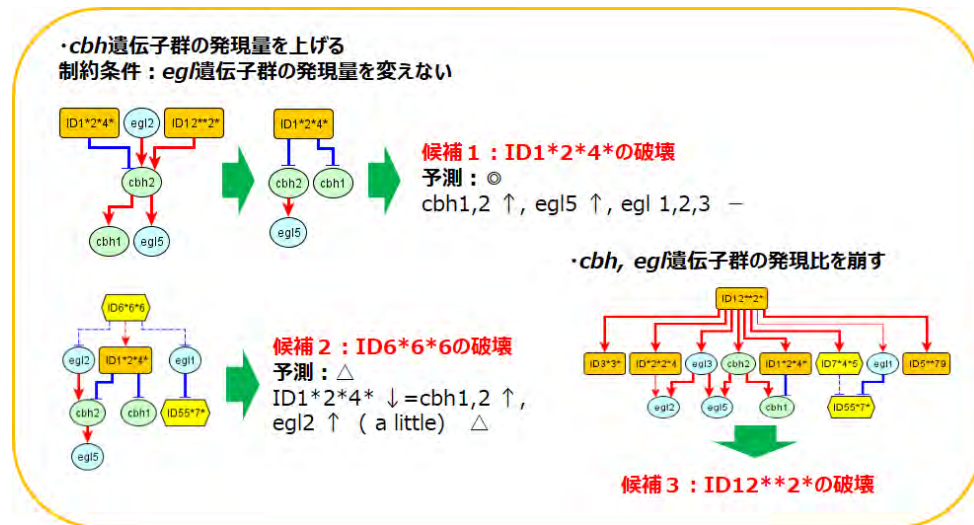 ・cbh遺伝子群の発現量を上げる
制約条件：egl遺伝子群の発現量を変えない
ID1*2*4*
egl2
ID12**2*
cbh2
cbh1
egl5
ID1*2*4*
cbh2
cbh1
egl5
候補１：ID1*2*4*の破壊
予測：◎
cbh1,2 ↑, egl5 ↑, egl 1,2,3 －
ID6*6*6
egl2
ID1*2*4*
egl1
cbh2
cbh1
ID55*7*
egl5
候補２：ID6*6*6の破壊
予測：△
ID1*2*4* ↓=cbh1,2 ↑,
egl2 ↑ ( a little) △
・cbh, egl遺伝子群の発現比を崩す
ID12**2*
ID3*3*
ID*2*2*4
egl3
cbh2
ID1*2*4*
ID7*4*5
egl1
ID5**79
egl2
egl5
cbh1
ID55*7*
候補３：ID12**2*の破壊